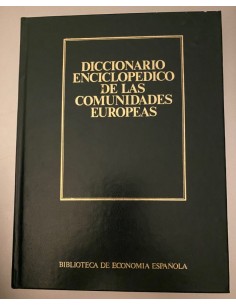 DICCIONARIO
ENCICLOPEDICO
DE LAS
COMUNIDADES
EUROPEAS
BIBLIOTECA DE ECONOMIA ESPAÑOLA